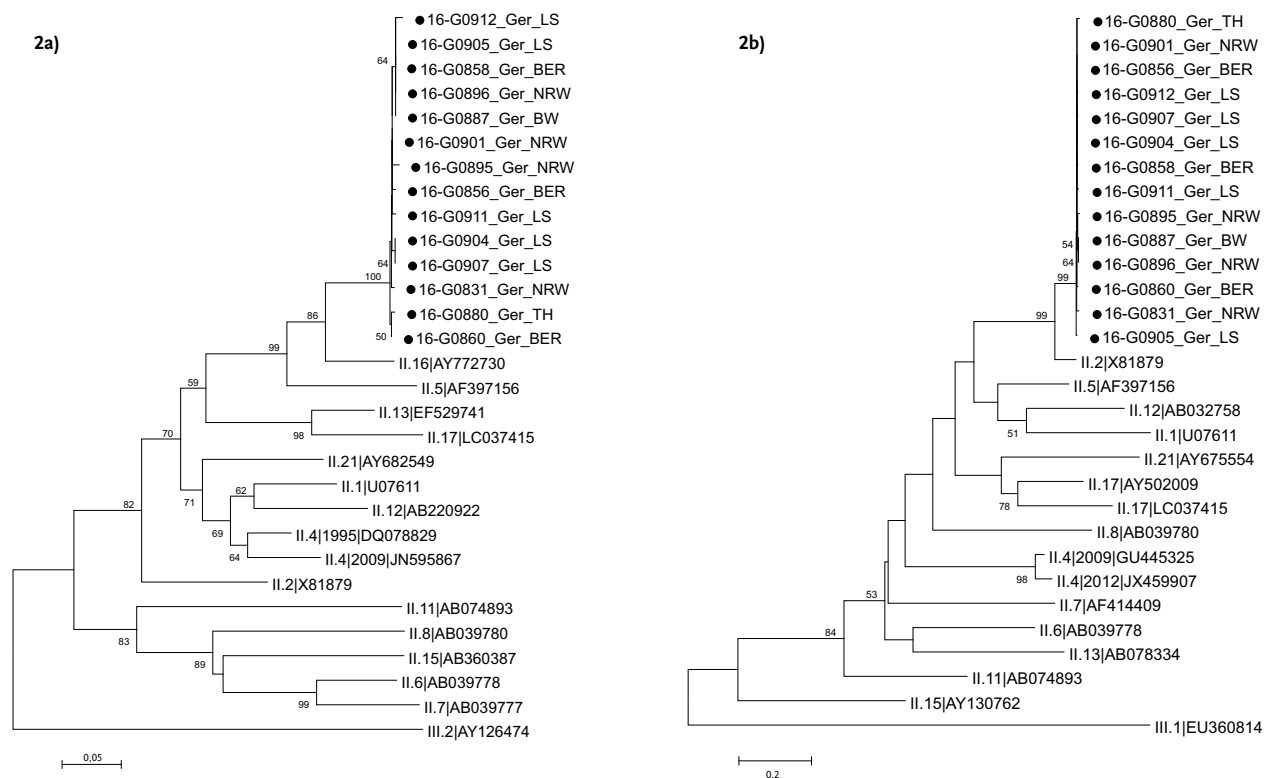 2a)
16-G0912_Ger_LS
16-G0905_Ger_LS
64
16-G0858_Ger_BER
16-G0896_Ger_NRW
16-G0887_Ger_BW
16-G0901_Ger_NRW
16-G0895_Ger_NRW
16-G0856_Ger_BER
16-G0911_Ger_LS
16-G0904_Ger_LS
64
16-G0907_Ger_LS
100
16-G0831_Ger_NRW
86
16-G0880_Ger_TH
50
16-G0860_Ger_BER
99
II.16|AY772730
59
II.5|AF397156
II.13|EF529741
98
II.17|LC037415
70
II.21|AY682549
71
62
II.1|U07611
82
II.12|AB220922
69
II.4|1995|DQ078829
64
II.4|2009|JN595867
II.2|X81879
II.11|AB074893
83
II.8|AB039780
89
II.15|AB360387
II.6|AB039778
99
II.7|AB039777
III.2|AY126474
0,05
2b)
16-G0880_Ger_TH
16-G0901_Ger_NRW
16-G0856_Ger_BER
16-G0912_Ger_LS
16-G0907_Ger_LS
16-G0904_Ger_LS
16-G0858_Ger_BER
16-G0911_Ger_LS
16-G0895_Ger_NRW
54
16-G0887_Ger_BW
64
16-G0896_Ger_NRW
99
16-G0860_Ger_BER
99
16-G0831_Ger_NRW
16-G0905_Ger_LS
II.2|X81879
II.5|AF397156
II.12|AB032758
51
II.1|U07611
II.21|AY675554
II.17|AY502009
78
II.17|LC037415
II.8|AB039780
II.4|2009|GU445325
98
II.4|2012|JX459907
53
II.7|AF414409
84
II.6|AB039778
II.13|AB078334
II.11|AB074893
II.15|AY130762
III.1|EU360814
0.2